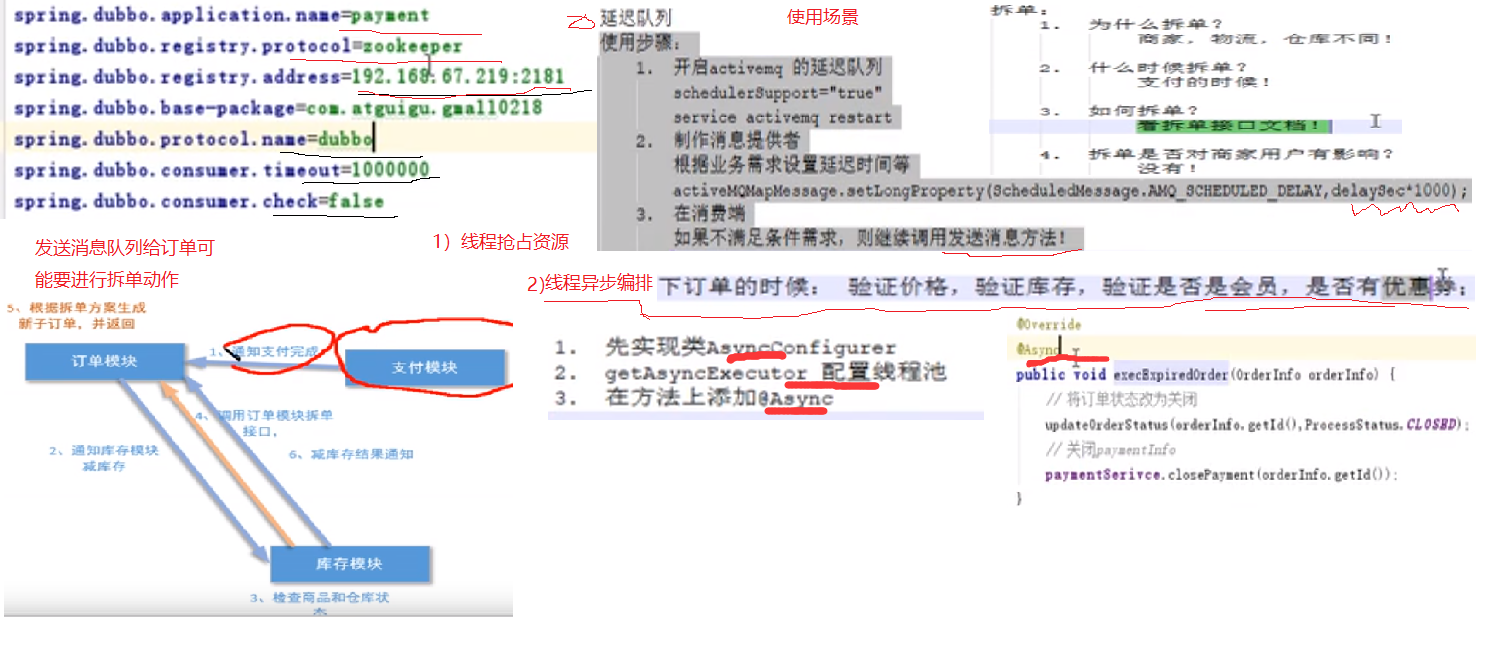 spring.dubbo.application.name=payment
spring.dubbo.registry.protocol=zookeeper
spring.dubbo.registry.address=192.168.67.219:2181
spring.dubbo.base-package=com.atguigu.gmall0218
spring.dubbo.protocol.name=dubbo
spring.dubbo.consumer.timeout=1000000
spring.dubbo.consumer.check=false
延迟队列
使用场景
使用步骤:
1. 开启activemq 的延迟队列
schedulerSupport="true"
service activemq restart
2. 制作消息提供者
根据业务需求设置延迟时间等
activeMQMapMessage.setLongProperty(ScheduledMessage.AMQ_SCHEDULED_DELAY,delaySec*1000);
3. 在消费端
如果不满足条件需求，则继续调用发送消息方法!
拆单:
1. 为什么拆单?
商家，物流，仓库不同!
2. 什么时候拆单?
支付的时候!
3. 如何拆单?
看拆单接口文档!
4. 拆单是否对商家用户有影响?
没有!
发送消息队列给订单可
能要进行拆单动作
1）线程抢占资源
2)线程异步编排
下订单的时候: 验证价格，验证库存，验证是否是会员，是否有优惠券;
5、根据拆单方案生成
新子订单，并返回
订单模块
1、通知支付完成
支付模块
4、调用订单模块拆单
接口,
2、通知库存模块
减库存
6、减库存结果通知
库存模块
3、检查商品和仓库状
态
1. 先实现类AsyncConfigurer
2. getAsyncExecutor 配置线程池
3. 在方法上添加@Async
@Override
@Async
public void execExpiredOrder(OrderInfo orderInfo) {
// 将订单状态改为关闭
updateOrderStatus(orderInfo.getId(),ProcessStatus.CLOSED);
// 关闭paymentInfo
paymentSerivce.closePayment(orderInfo.getId());
}